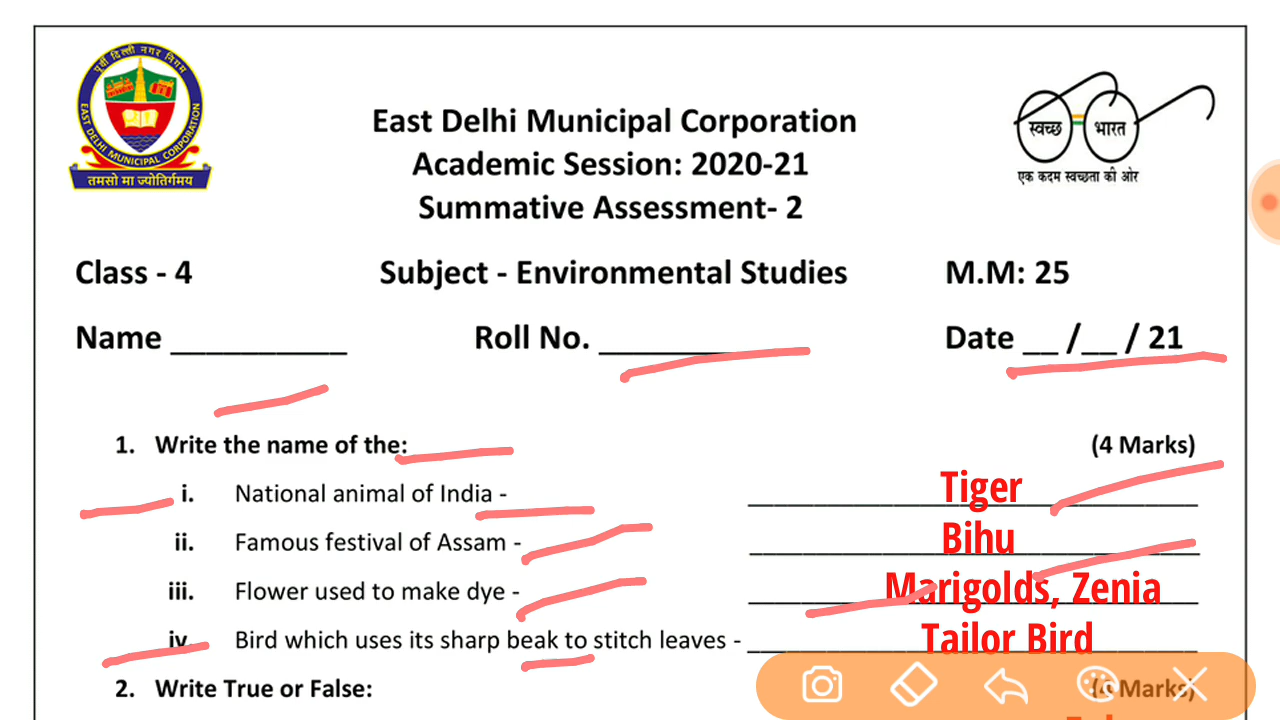 पूर्वी दिल्ली नगर निगम
EAST DELHI MUNICIPAL CORPORATION
तमसो मा ज्योतिर्गमय
स्वच्छ भारत
एक कदम स्वच्छता की ओर
East Delhi Municipal Corporation
Academic Session: 2020-21
Summative Assessment- 2
Class - 4 Subject - Environmental Studies M.M: 25
Name __________ Roll No. ________ Date __ /__ / 21
1. Write the name of the: (4 Marks)
i. National animal of India - Tiger
ii. Famous festival of Assam - Bihu
iii. Flower used to make dye - Marigolds, Zenia
iv. Bird which uses its sharp beak to stitch leaves - Tailor Bird
2. Write True or False: (4 Marks)